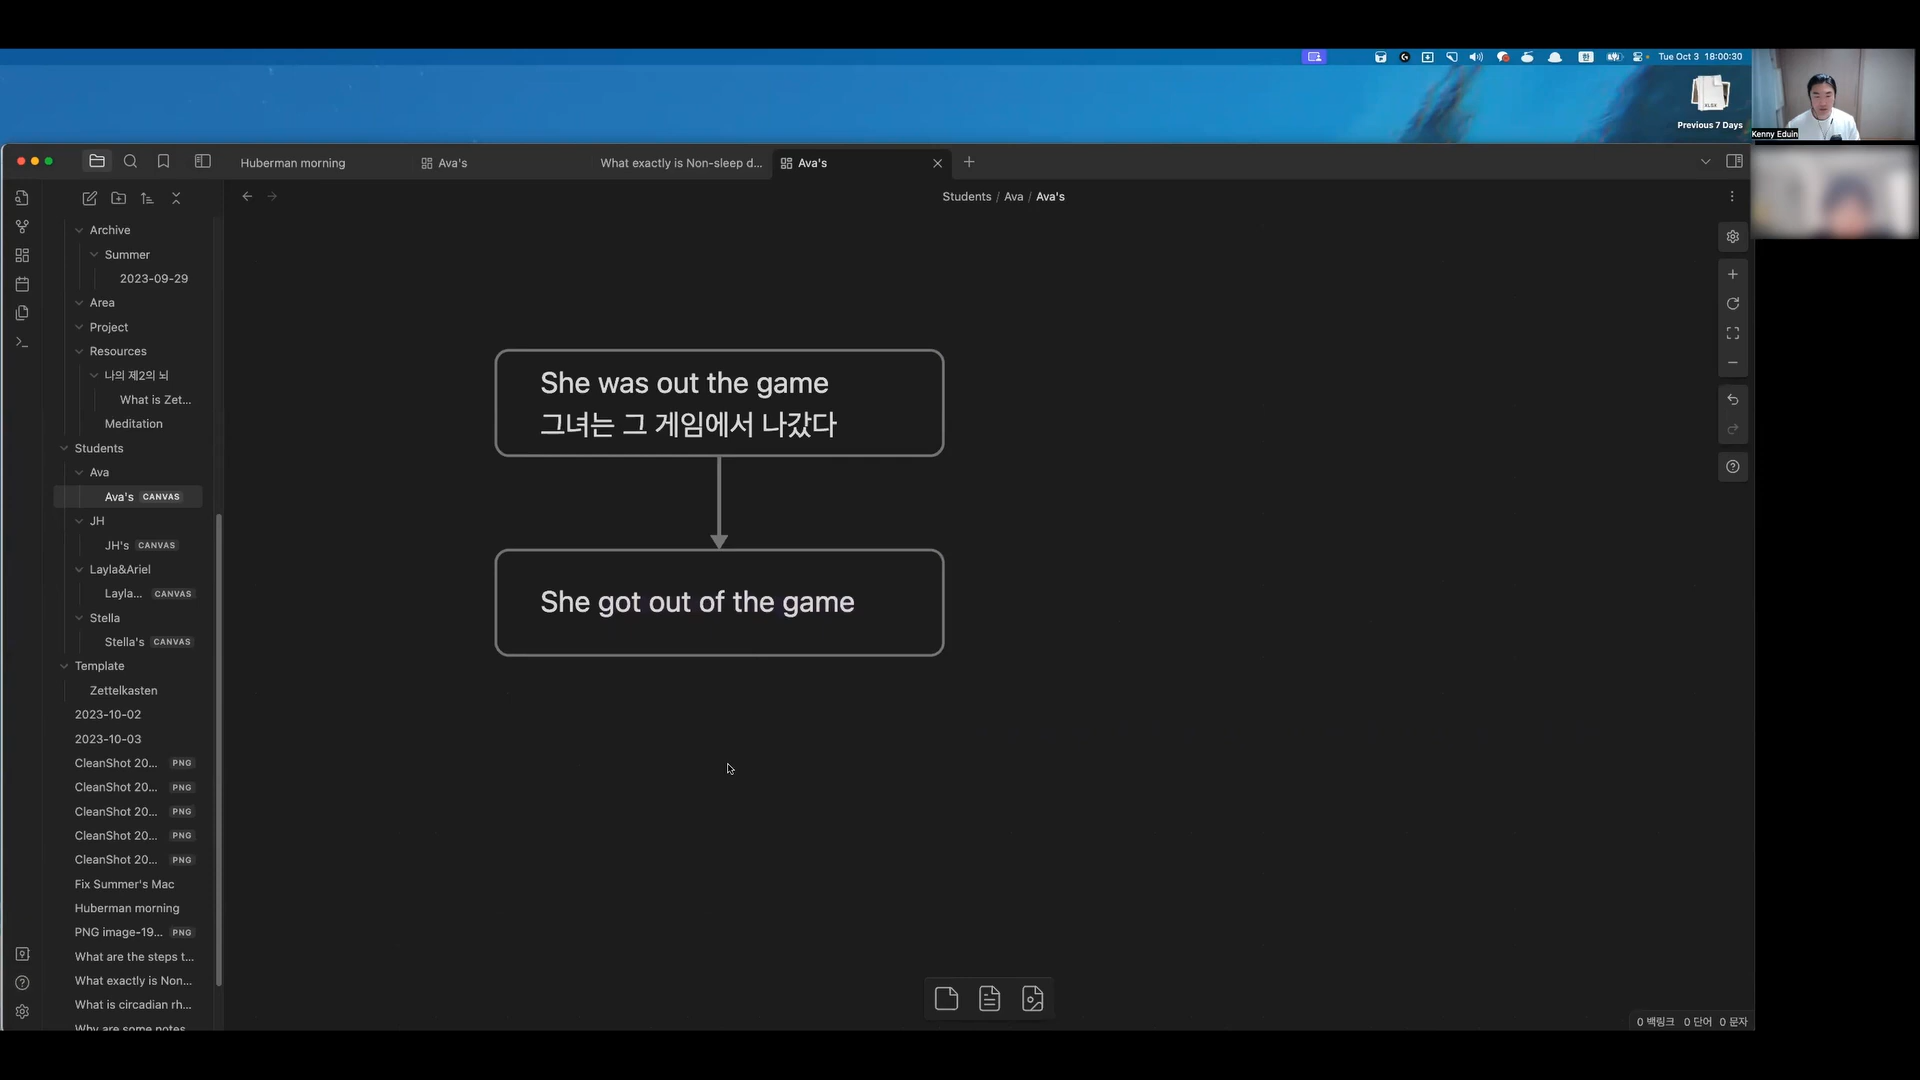 Tue Oct 3 18:00:30
XLSX
Previous 7 Days
Kenny Eduin
Huberman morning
Ava's
What exactly is Non-sleep d...
Ava's
Students / Ava / Ava's
Archive
Summer
2023-09-29
Area
Project
Resources
나의 제2의 뇌
What is Zet...
Meditation
Students
Ava
Ava's CANVAS
JH
JH's CANVAS
Layla&Ariel
Layla... CANVAS
Stella
Stella's CANVAS
Template
Zettelkasten
2023-10-02
2023-10-03
CleanShot 20... PNG
CleanShot 20... PNG
CleanShot 20... PNG
CleanShot 20... PNG
CleanShot 20... PNG
Fix Summer's Mac
Huberman morning
PNG image-19... PNG
What are the steps t...
What exactly is Non...
What is circadian rh...
Why are some notes
She was out the game
그녀는 그 게임에서 나갔다
She got out of the game
0 백링크 0 단어 0 문자